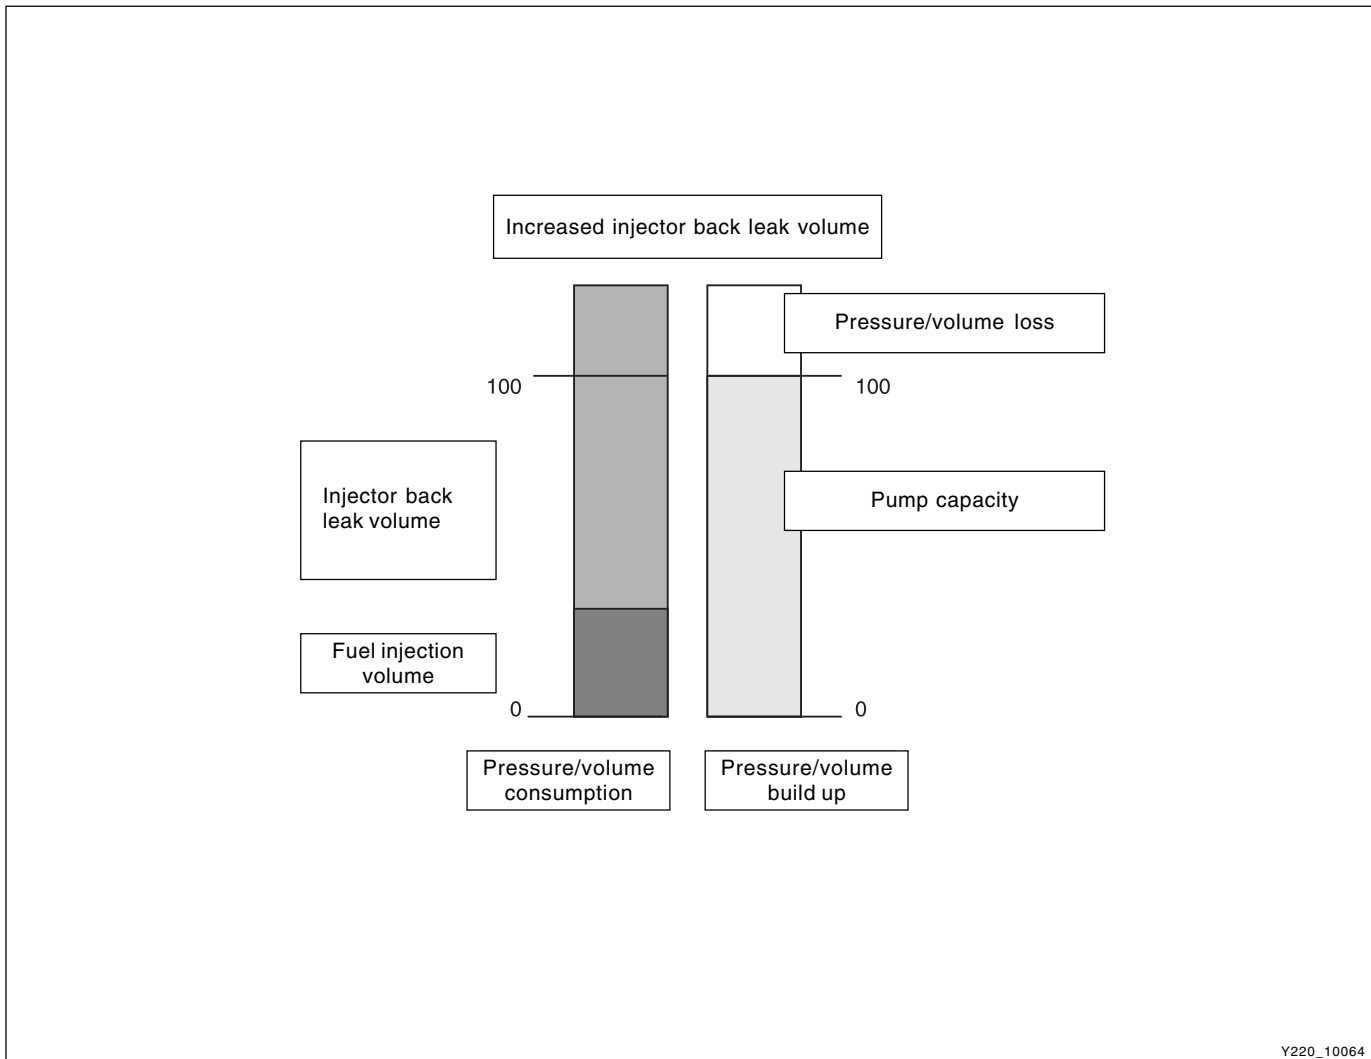 Increased injector back leak volume
Pressure/volume loss
100
100
Injector back
leak volume
Pump capacity
Fuel injection
volume
0
0
Pressure/volume
consumption
Pressure/volume
build up
Y220_10064